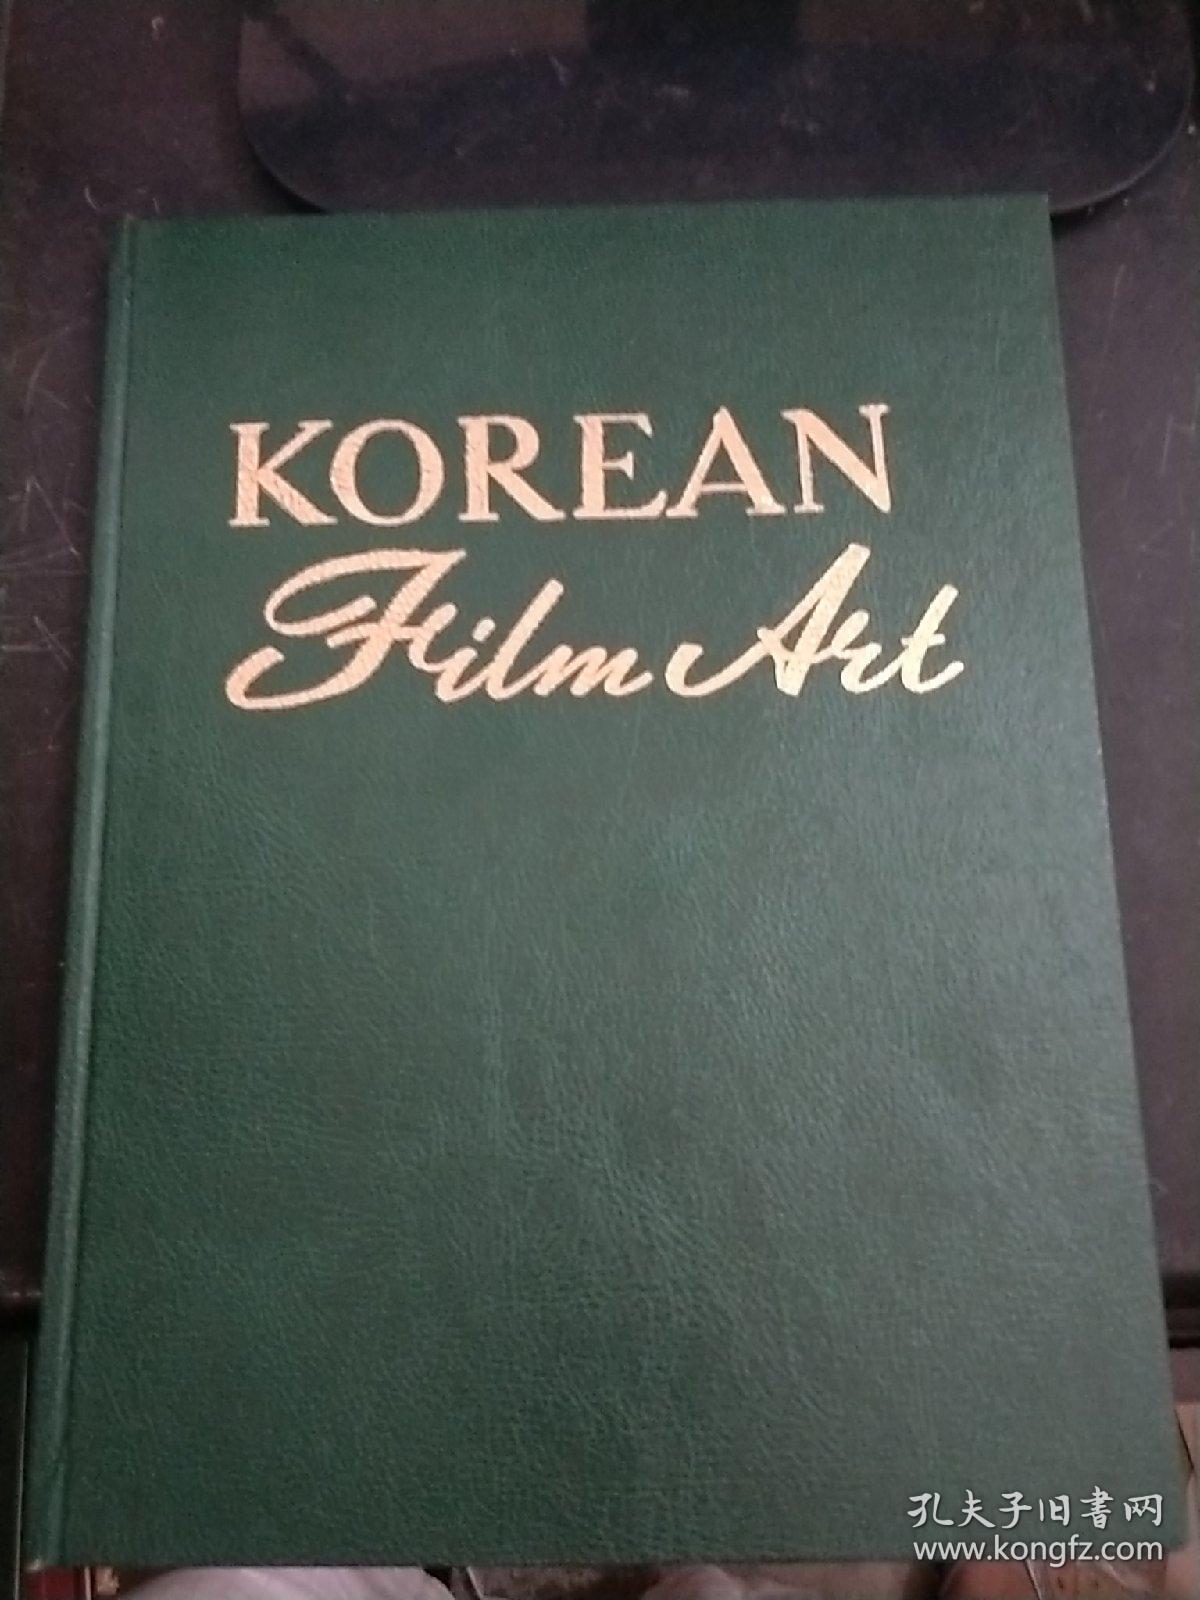 KOREAN
Film Art
孔夫子旧书网
www.kongfz.com